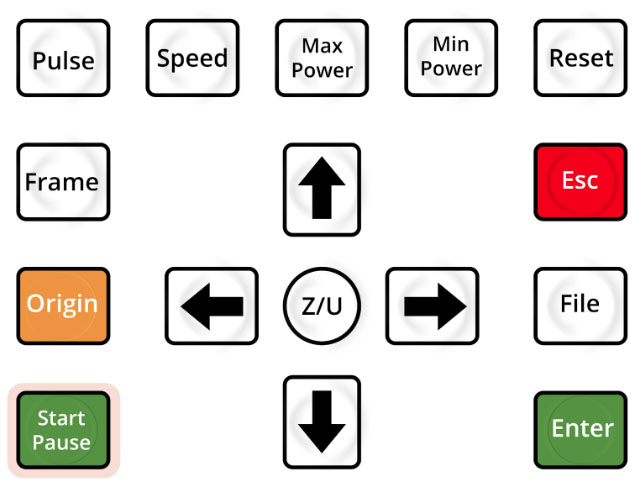 Pulse
Speed
Max
Power
Min
Power
Reset
Frame
Esc
Origin
Z/U
File
Start
Pause
Enter